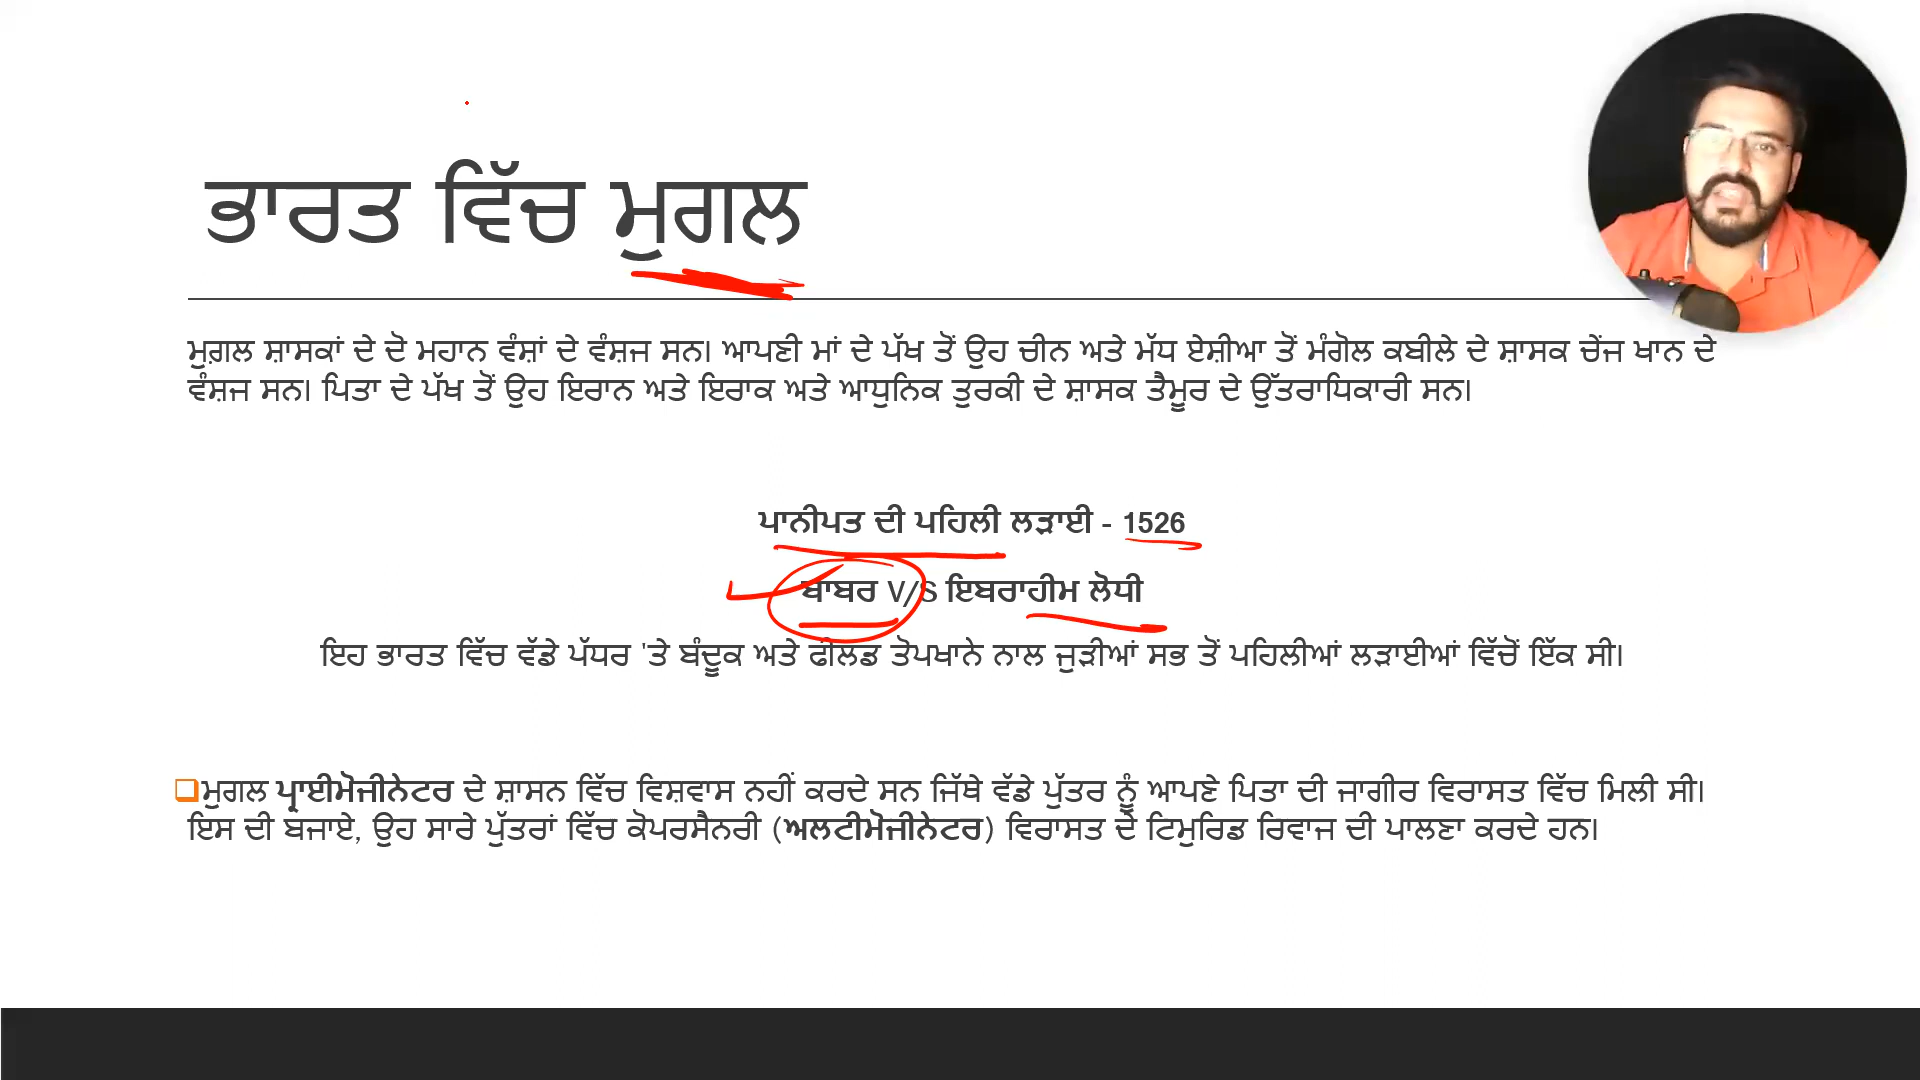 ਭਾਰਤ ਵਿੱਚ ਮੁਗਲ
ਮੁਗ਼ਲ ਸ਼ਾਸਕਾਂ ਦੇ ਦੋ ਮਹਾਨ ਵੰਸ਼ਾਂ ਦੇ ਵੰਸ਼ਜ ਸਨ। ਆਪਣੀ ਮਾਂ ਦੇ ਪੱਖ ਤੋਂ ਉਹ ਚੀਨ ਅਤੇ ਮੱਧ ਏਸ਼ੀਆ ਤੋਂ ਮੰਗੋਲ ਕਬੀਲੇ ਦੇ ਸ਼ਾਸਕ ਚੇਂਜ ਖਾਨ ਦੇ
ਵੰਸ਼ਜ ਸਨ। ਪਿਤਾ ਦੇ ਪੱਖ ਤੋਂ ਉਹ ਇਰਾਨ ਅਤੇ ਇਰਾਕ ਅਤੇ ਆਧੁਨਿਕ ਤੁਰਕੀ ਦੇ ਸ਼ਾਸਕ ਤੈਮੂਰ ਦੇ ਉੱਤਰਾਧਿਕਾਰੀ ਸਨ।
ਪਾਨੀਪਤ ਦੀ ਪਹਿਲੀ ਲੜਾਈ - 1526
ਬਾਬਰ V/S ਇਬਰਾਹੀਮ ਲੋਧੀ
ਇਹ ਭਾਰਤ ਵਿੱਚ ਵੱਡੇ ਪੱਧਰ 'ਤੇ ਬੰਦੂਕ ਅਤੇ ਫੀਲਡ ਤੋਪਖਾਨੇ ਨਾਲ ਜੁੜੀਆਂ ਸਭ ਤੋਂ ਪਹਿਲੀਆਂ ਲੜਾਈਆਂ ਵਿੱਚੋਂ ਇੱਕ ਸੀ।
ਮੁਗਲ ਪ੍ਰਾਈਮੋਜੀਨੇਟਰ ਦੇ ਸ਼ਾਸਨ ਵਿੱਚ ਵਿਸ਼ਵਾਸ ਨਹੀਂ ਕਰਦੇ ਸਨ ਜਿੱਥੇ ਵੱਡੇ ਪੁੱਤਰ ਨੂੰ ਆਪਣੇ ਪਿਤਾ ਦੀ ਜਾਗੀਰ ਵਿਰਾਸਤ ਵਿੱਚ ਮਿਲੀ ਸੀ।
ਇਸ ਦੀ ਬਜਾਏ, ਉਹ ਸਾਰੇ ਪੁੱਤਰਾਂ ਵਿੱਚ ਕੋਪਰਸੈਨਰੀ (ਅਲਟੀਮੋਜੀਨੇਟਰ) ਵਿਰਾਸਤ ਦੇ ਟਿਮੁਰਿਡ ਰਿਵਾਜ ਦੀ ਪਾਲਣਾ ਕਰਦੇ ਹਨ।